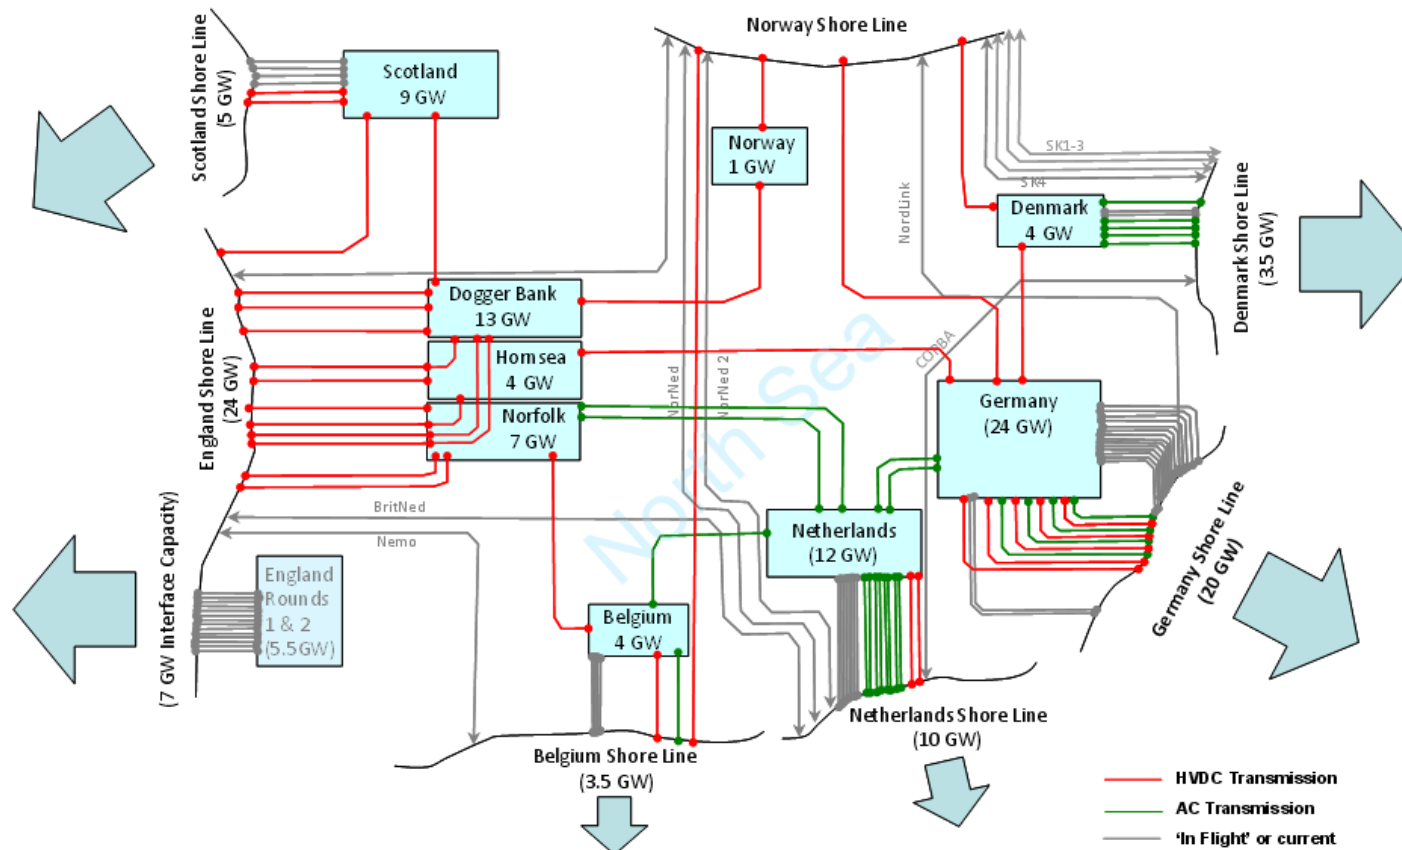 Norway Shore Line
Scotland Shore Line
(5 GW)
Scotland
9 GW
Norway
1 GW
SK1-3
SK4
NordLink
Denmark
4 GW
Denmark Shore Line
(3.5 GW)
Dogger Bank
13 GW
Hornsea
4 GW
Norfolk
7 GW
England Shore Line
(24 GW)
North Sea
NorNed
NorNed 2
COBRA
Germany
(24 GW)
Germany Shore Line
(20 GW)
BritNed
Nemo
Netherlands
(12 GW)
(7 GW Interface Capacity)
England
Rounds
1 & 2
(5.5GW)
Belgium
4 GW
Netherlands Shore Line
(10 GW)
Belgium Shore Line
(3.5 GW)
HVDC Transmission
AC Transmission
‘In Flight’ or current